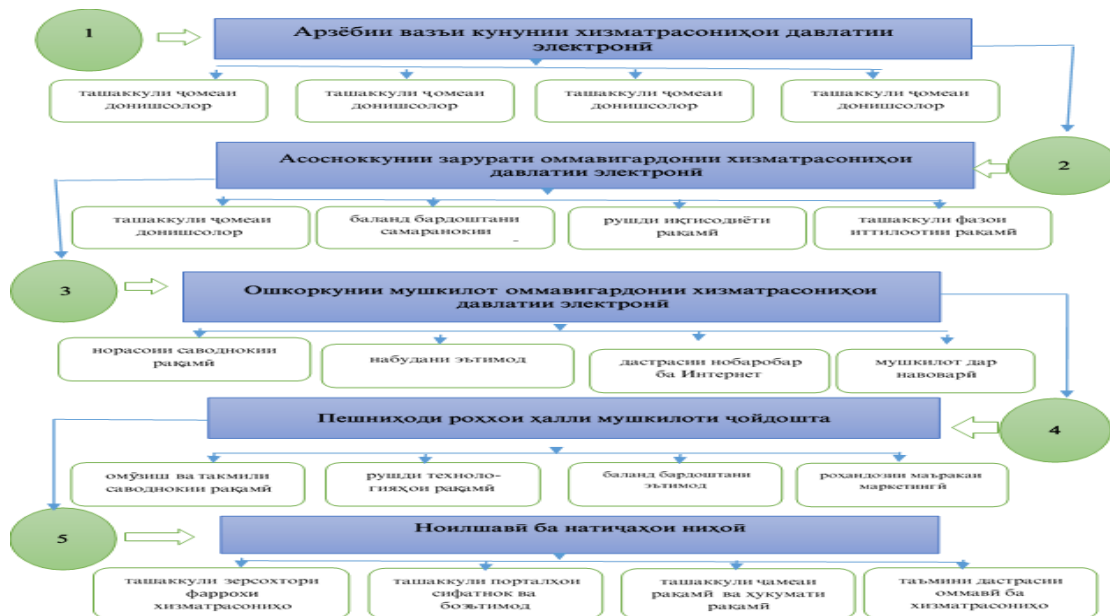 1
Арзёбии вазъи кунунии хизматрасониҳои давлатии
электронӣ
ташаккули ҷомеаи
донишсолор
ташаккули ҷомеаи
донишсолор
ташаккули ҷомеаи
донишсолор
ташаккули ҷомеаи
донишсолор
Асосноккунии зарурати оммавигардонии хизматрасониҳои
давлатии электронӣ
2
ташаккули ҷомеаи
донишсолор
баланд бардоштани
самаранокии
рушди иқтисодиёти
рақамӣ
ташаккули фазои
иттилоотии рақамӣ
3
Ошкоркунии мушкилот оммавигардонии хизматрасониҳои
давлатии электронӣ
норасоии саводнокии
рақамӣ
набудани эътимод
дастрасии нобаробар
ба Интернет
мушкилот дар
навоварӣ
Пешниҳоди роҳҳои ҳалли мушкилоти ҷойдошта
4
омӯзиш ва такмили
саводнокии рақамӣ
рушди техноло-
гияҳои рақамӣ
баланд бардоштани
эътимод
роҳандозии маъракаи
маркетингӣ
5
Ноилшавӣ ба натиҷаҳои ниҳоӣ
ташаккули зерсохтори
фаррохи
хизматрасониҳо
ташаккули порталҳои
сифатнок ва
боэътимод
ташаккули ҷамеаи
рақамӣ ва ҳукумати
рақамӣ
таъмини дастрасии
оммавӣ ба
хизматрасониҳо